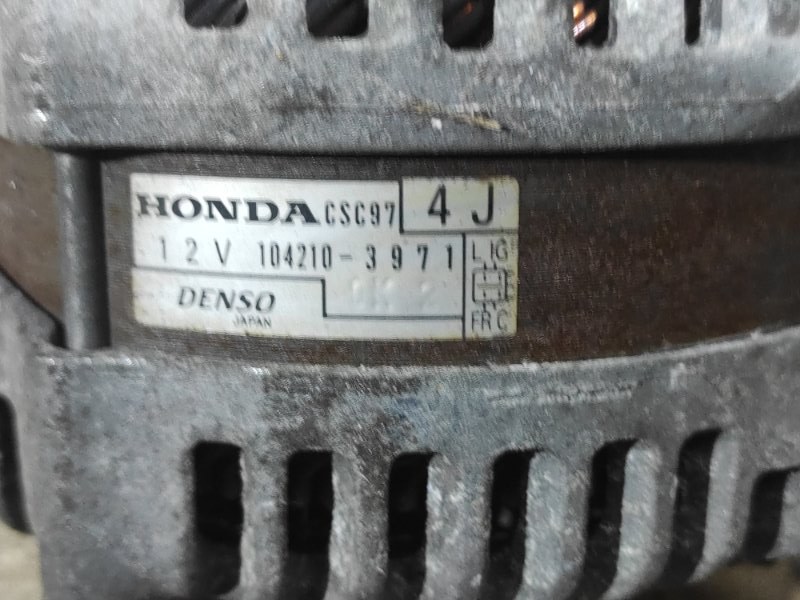 HONDA CSC97 4J
12V 104210-3971
L IG
DENSO
JAPAN
FR C